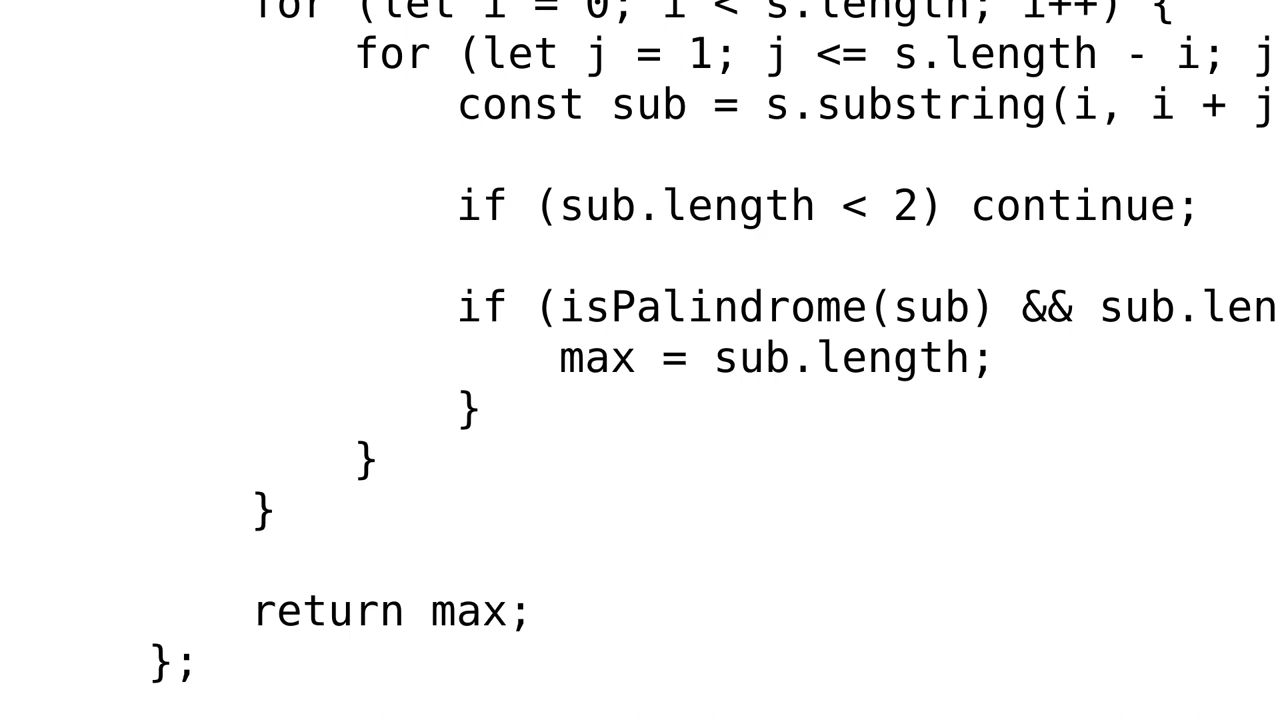 for (let i = 0; i < s.length; i++) {
for (let j = 1; j <= s.length - i; j
const sub = s.substring(i, i + j
if (sub.length < 2) continue;
if (isPalindrome(sub) && sub.len
max = sub.length;
}
}
}
return max;
};